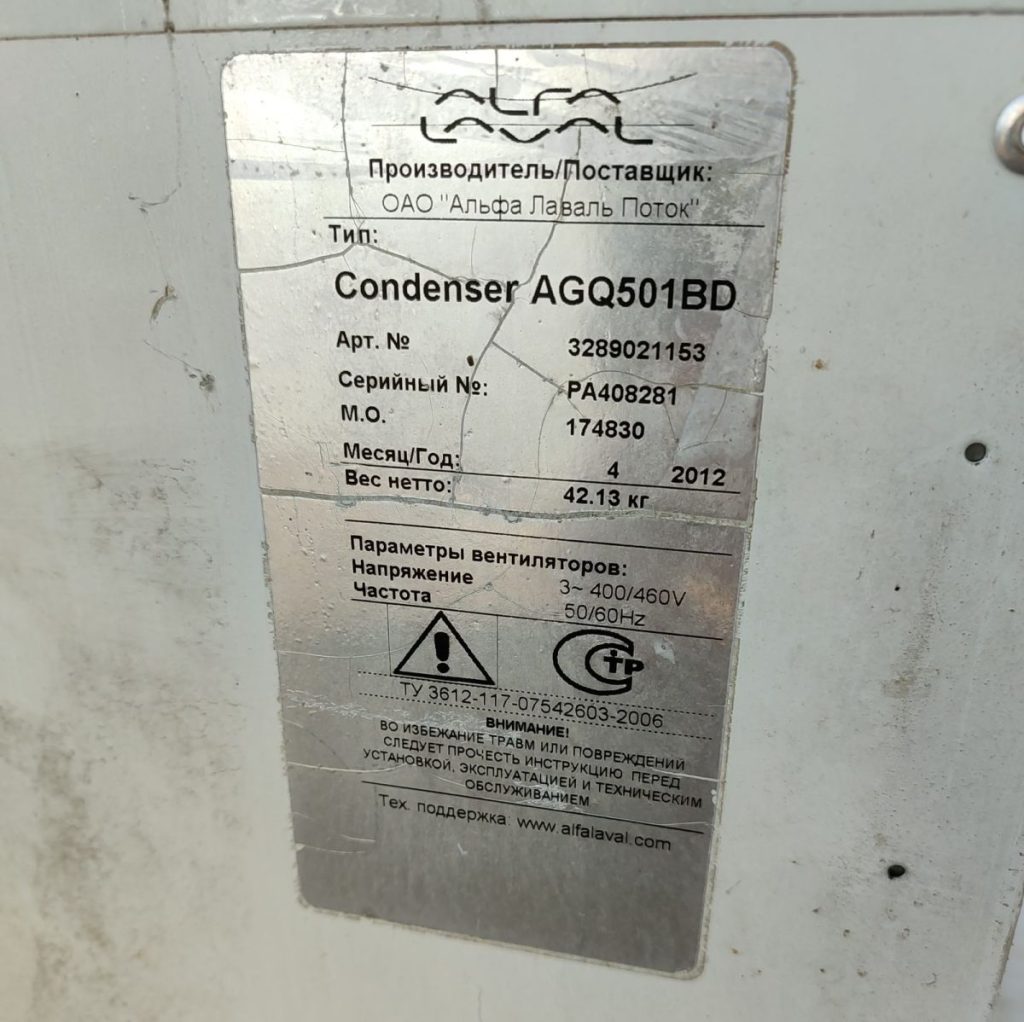 ALFA
LAVAL
Производитель/Поставщик:
ОАО "Альфа Лаваль Поток"
Тип:
Condenser AGQ501BD
Арт. № 3289021153
Серийный №: PA408281
М.О. 174830
Месяц/Год: 4 2012
Вес нетто: 42.13 кг
Параметры вентиляторов:
Напряжение 3~ 400/460V
Частота 50/60Hz
!
СТР
ТУ 3612-117-07542603-2006
ВНИМАНИЕ!
ВО ИЗБЕЖАНИЕ ТРАВМ ИЛИ ПОВРЕЖДЕНИЙ
СЛЕДУЕТ ПРОЧЕСТЬ ИНСТРУКЦИЮ ПЕРЕД
УСТАНОВКОЙ, ЭКСПЛУАТАЦИЕЙ И ТЕХНИЧЕСКИМ
ОБСЛУЖИВАНИЕМ
Тех. поддержка: www.alfalaval.com